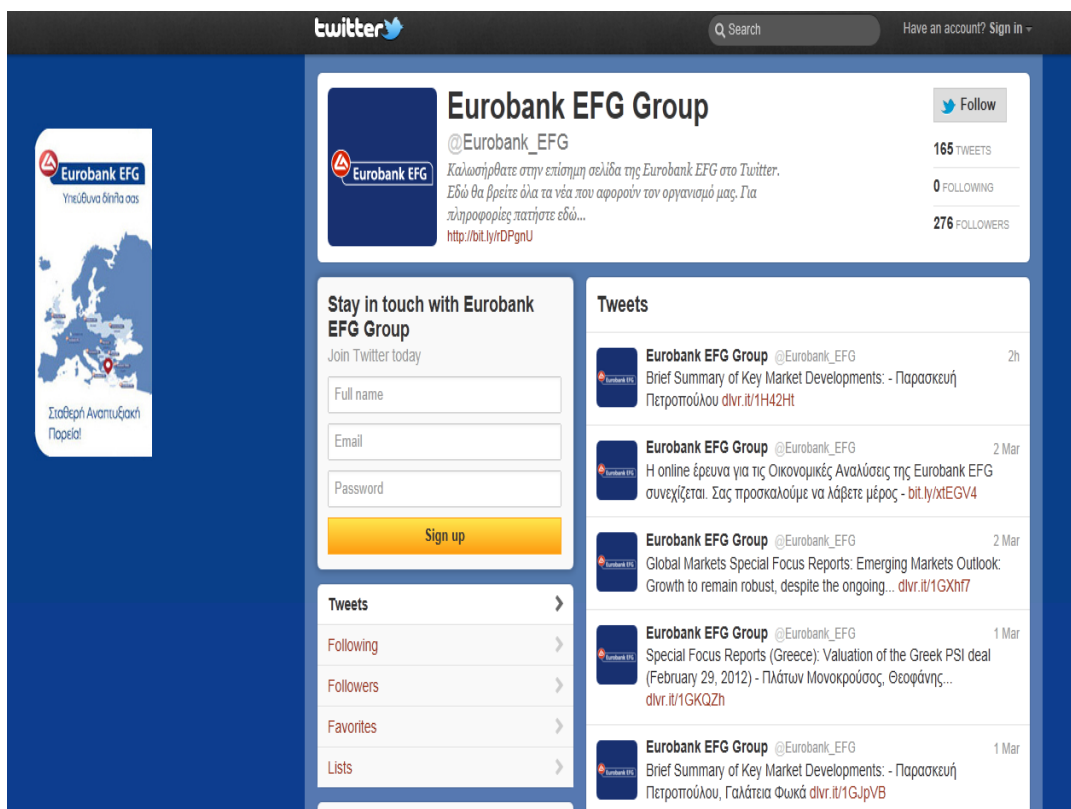 twitter
Search
Have an account? Sign in
Eurobank EFG
Υπεύθυνα δίπλα σας
Eurobank EFG
Σταθερή Αναπτυξιακή
Πορεία!
Eurobank EFG
Eurobank EFG Group
@Eurobank_EFG
Καλωσήρθατε στην επίσημη σελίδα της Eurobank EFG στο Twitter.
Εδώ θα βρείτε όλα τα νέα που αφορούν τον οργανισμό μας. Για
πληροφορίες πατήστε εδώ...
http://bit.ly/rDPgnU
Follow
165 TWEETS
0 FOLLOWING
276 FOLLOWERS
Stay in touch with Eurobank
EFG Group
Join Twitter today
Full name
Email
Password
Sign up
Tweets
Following
Followers
Favorites
Lists
Tweets
Eurobank EFG Group @Eurobank_EFG 2h
Brief Summary of Key Market Developments: - Παρασκευή
Πετροπούλου dlvr.it/1H42Ht
Eurobank EFG Group @Eurobank_EFG 2 Mar
Η online έρευνα για τις Οικονομικές Αναλύσεις της Eurobank EFG
συνεχίζεται. Σας προσκαλούμε να λάβετε μέρος - bit.ly/xtEGV4
Eurobank EFG Group @Eurobank_EFG 2 Mar
Global Markets Special Focus Reports: Emerging Markets Outlook:
Growth to remain robust, despite the ongoing... dlvr.it/1GXhf7
Eurobank EFG Group @Eurobank_EFG 1 Mar
Special Focus Reports (Greece): Valuation of the Greek PSI deal
(February 29, 2012) - Πλάτων Μονοκρούσος, Θεοφάνης...
dlvr.it/1GKQZh
Eurobank EFG Group @Eurobank_EFG 1 Mar
Brief Summary of Key Market Developments: - Παρασκευή
Πετροπούλου, Γαλάτεια Φωκά dlvr.it/1GJpVB